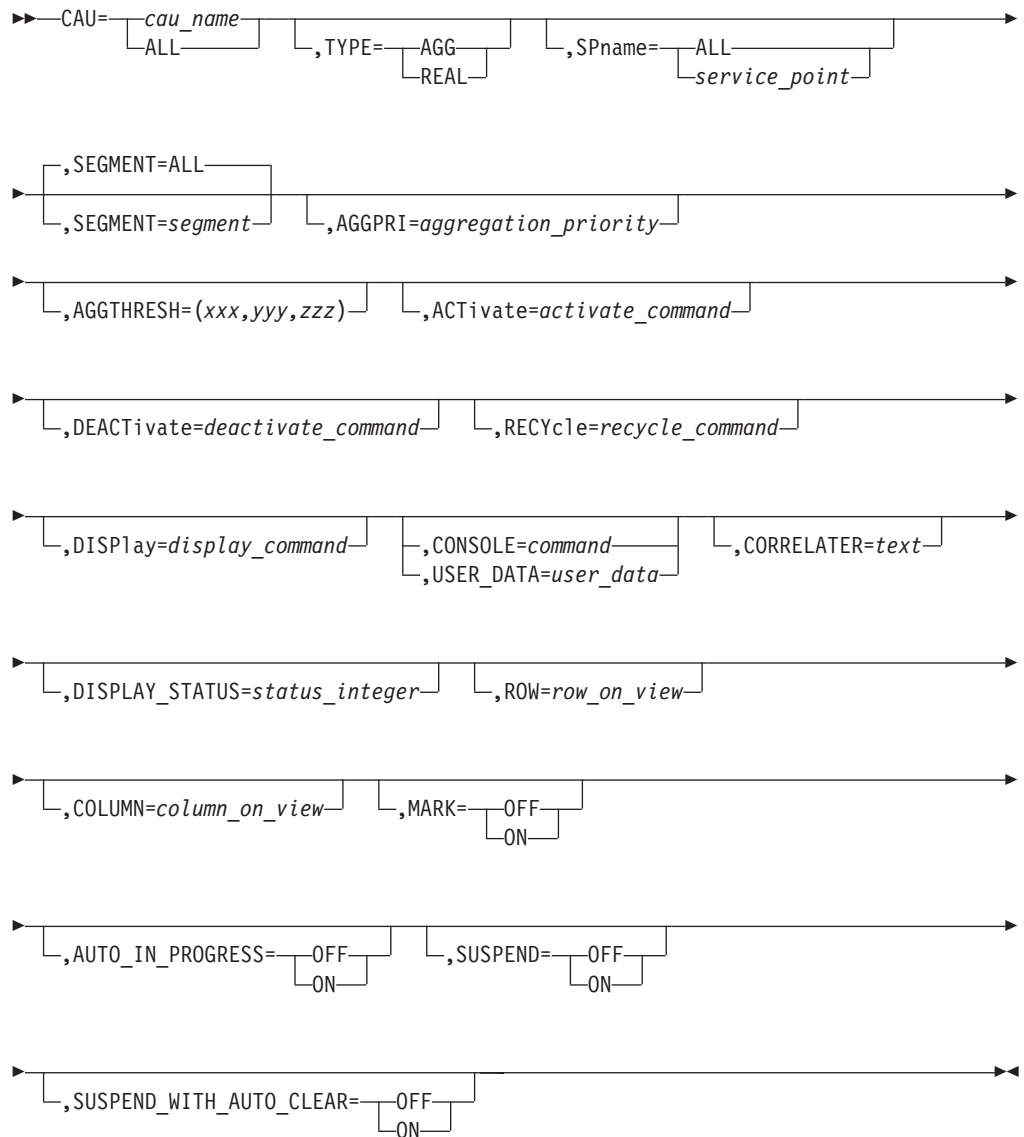 CAU= cau_name ,TYPE= AGG ,SPname= ALL
ALL REAL service_point
,SEGMENT=ALL
,SEGMENT=segment ,AGGPRI=aggregation_priority
,AGGTHRESH=(xxx,yyy,zzz) ,ACTivate=activate_command
,DEACTivate=deactivate_command ,RECYcle=recycle_command
,DISPlay=display_command ,CONSOLE=command ,CORRELATER=text
,USER_DATA=user_data
,DISPLAY_STATUS=status_integer ,ROW=row_on_view
,COLUMN=column_on_view ,MARK= OFF
ON
,AUTO_IN_PROGRESS= OFF ,SUSPEND= OFF
ON ON
,SUSPEND_WITH_AUTO_CLEAR= OFF
ON